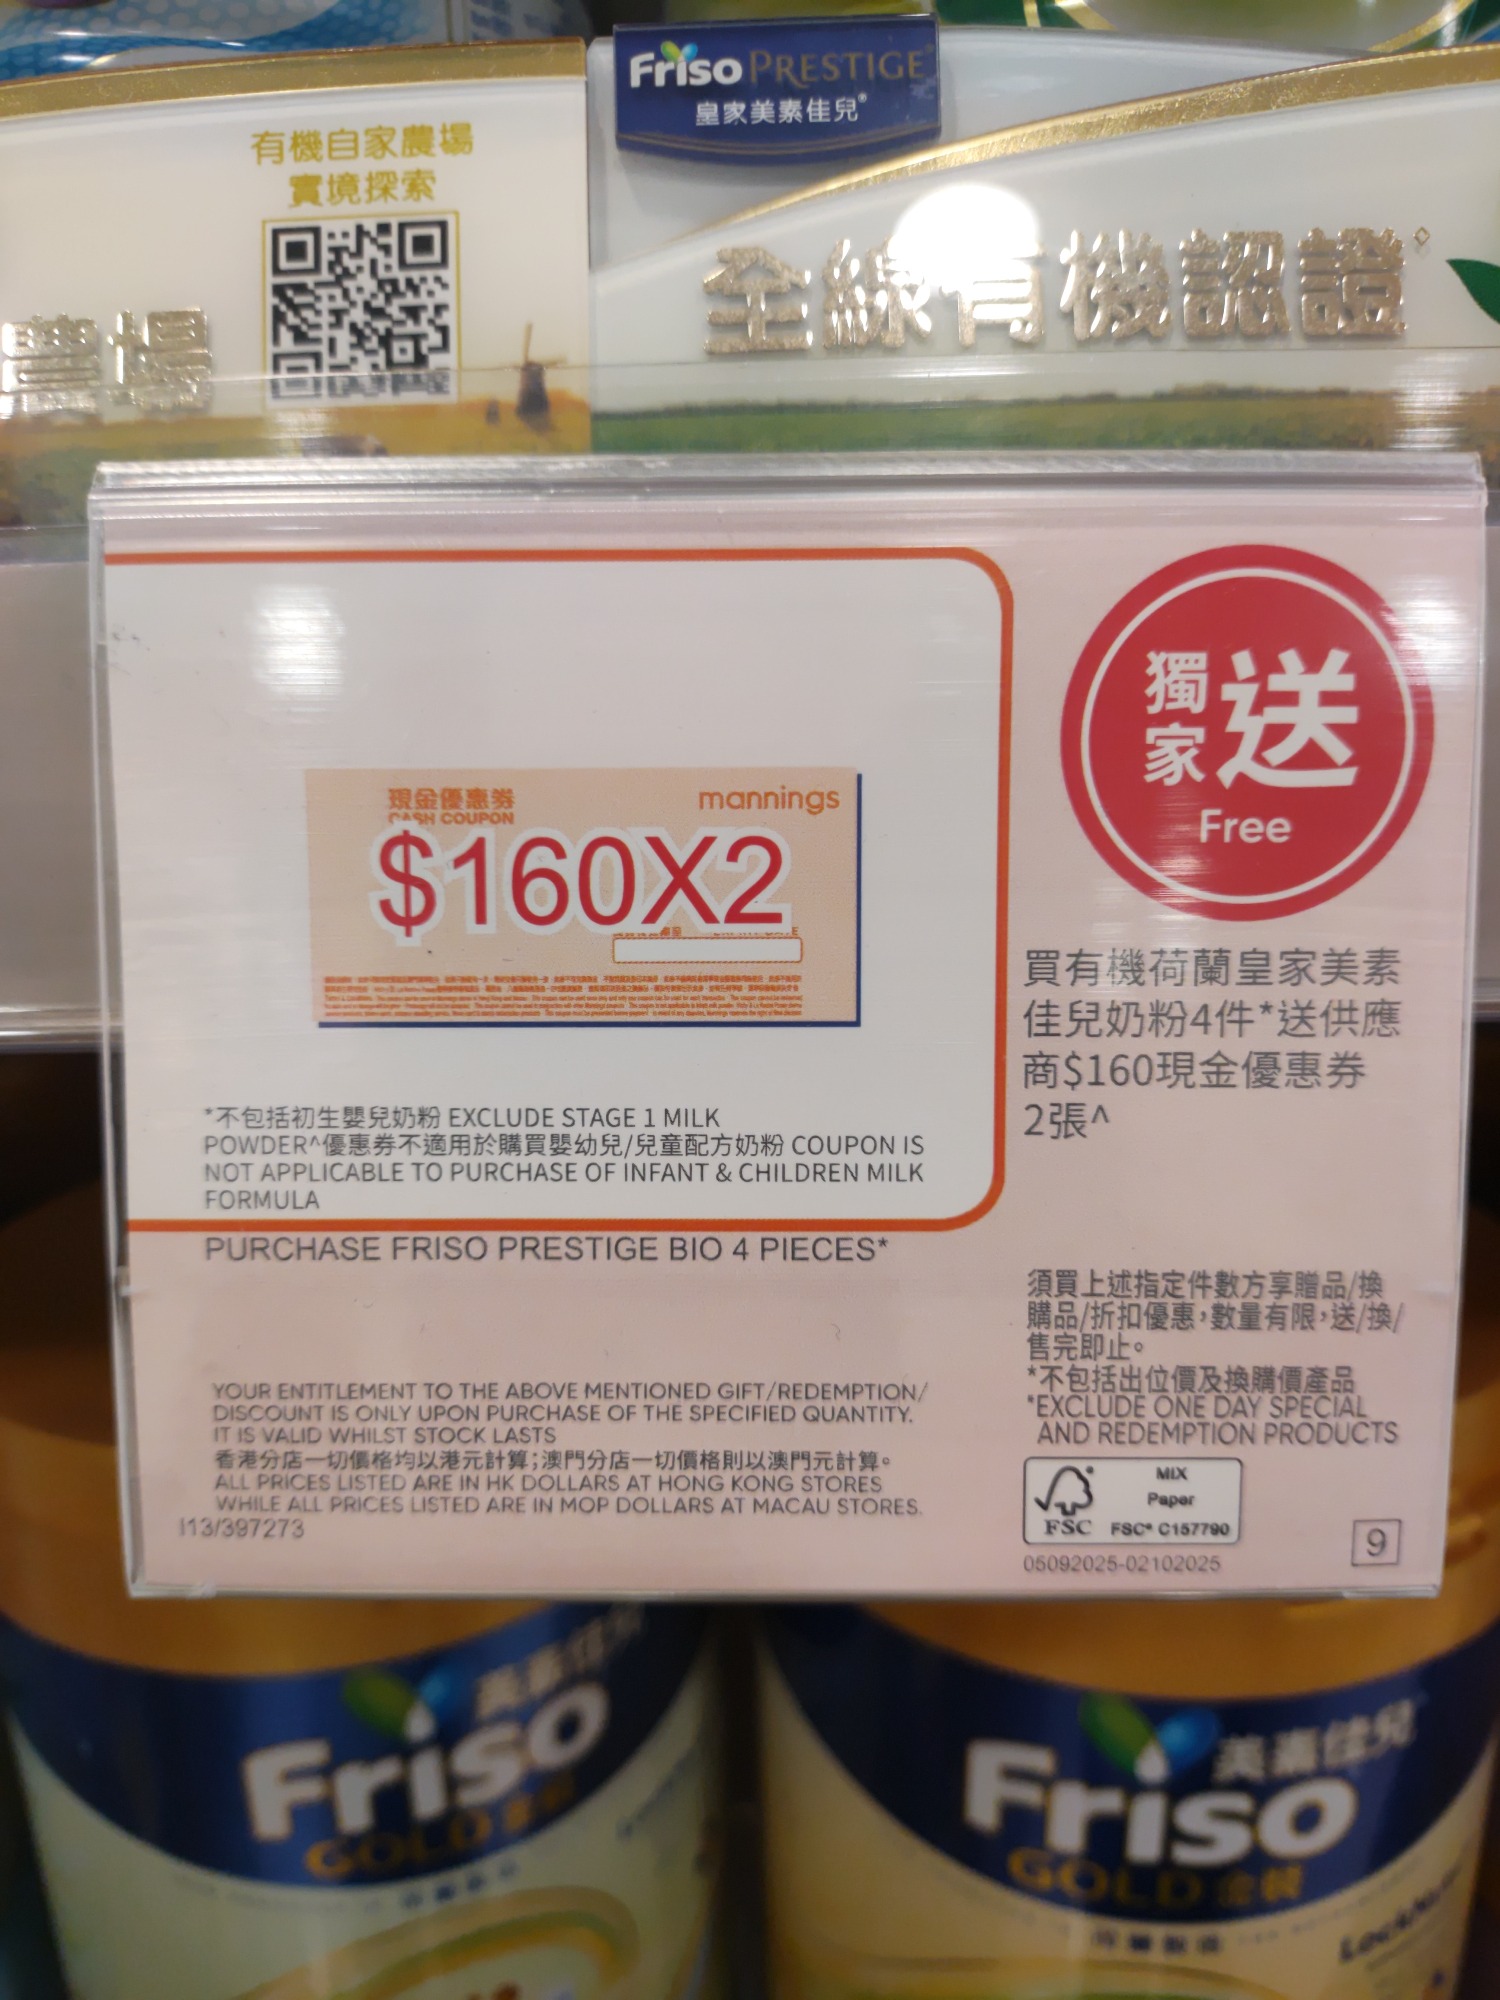 Friso PRESTIGE
皇家美素佳兒®
有機自家農場
實境探索
農場
全線有機認證
現金優惠券
CASH COUPON
mannings
$160X2
獨家送
Free
買有機荷蘭皇家美素
佳兒奶粉4件*送供應
商$160現金優惠券
2張^
*不包括初生嬰兒奶粉 EXCLUDE STAGE 1 MILK
POWDER^優惠券不適用於購買嬰幼兒/兒童配方奶粉 COUPON IS
NOT APPLICABLE TO PURCHASE OF INFANT & CHILDREN MILK
FORMULA
PURCHASE FRISO PRESTIGE BIO 4 PIECES*
須買上述指定件數方享贈品/換
購品/折扣優惠,數量有限,送/換/
售完即止。
*不包括出位價及換購價產品
*EXCLUDE ONE DAY SPECIAL
AND REDEMPTION PRODUCTS
YOUR ENTITLEMENT TO THE ABOVE MENTIONED GIFT/REDEMPTION/
DISCOUNT IS ONLY UPON PURCHASE OF THE SPECIFIED QUANTITY.
IT IS VALID WHILST STOCK LASTS
香港分店一切價格均以港元計算;澳門分店一切價格則以澳門元計算。
ALL PRICES LISTED ARE IN HK DOLLARS AT HONG KONG STORES
WHILE ALL PRICES LISTED ARE IN MOP DOLLARS AT MACAU STORES.
I13/397273
MIX
Paper
FSC
FSC® C157790
05092025-02102025
9
美素佳兒
Friso
GOLD
美素佳兒
Friso
GOLD 金裝